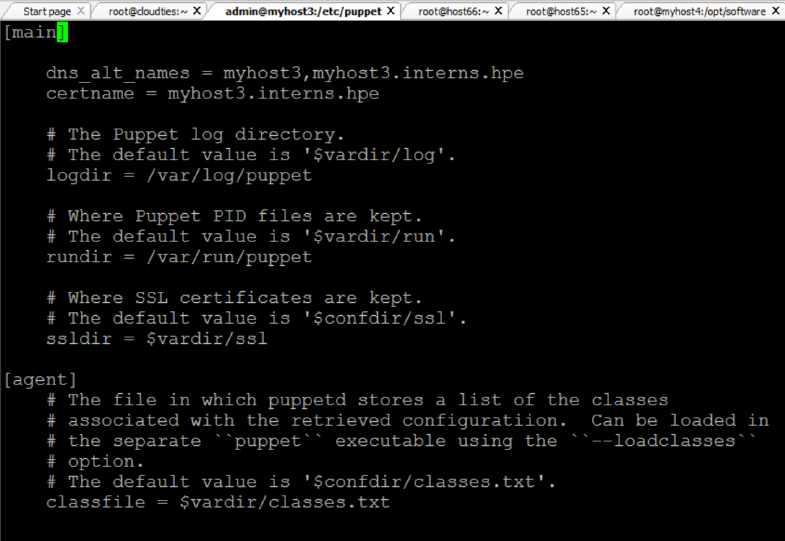 Start page X root@cloudties:~ X admin@myhost3:/etc/puppet X root@host66:~ X root@host65:~ X root@myhost4:/opt/software X
[main]
dns_alt_names = myhost3,myhost3.interns.hpe
certname = myhost3.interns.hpe
# The Puppet log directory.
# The default value is '$vardir/log'.
logdir = /var/log/puppet
# Where Puppet PID files are kept.
# The default value is '$vardir/run'.
rundir = /var/run/puppet
# Where SSL certificates are kept.
# The default value is '$confdir/ssl'.
ssldir = $vardir/ssl
[agent]
# The file in which puppetd stores a list of the classes
# associated with the retrieved configuratiion.  Can be loaded in
# the separate ``puppet`` executable using the ``--loadclasses``
# option.
# The default value is '$confdir/classes.txt'.
classfile = $vardir/classes.txt